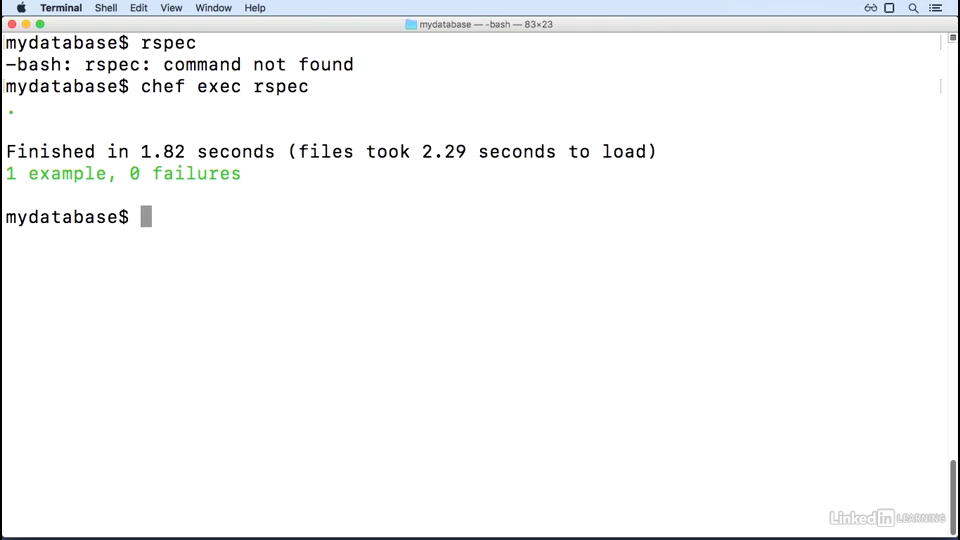 Terminal Shell Edit View Window Help
mydatabase — -bash — 83×23
mydatabase$ rspec
-bash: rspec: command not found
mydatabase$ chef exec rspec
.
Finished in 1.82 seconds (files took 2.29 seconds to load)
1 example, 0 failures
mydatabase$
LinkedIn LEARNING